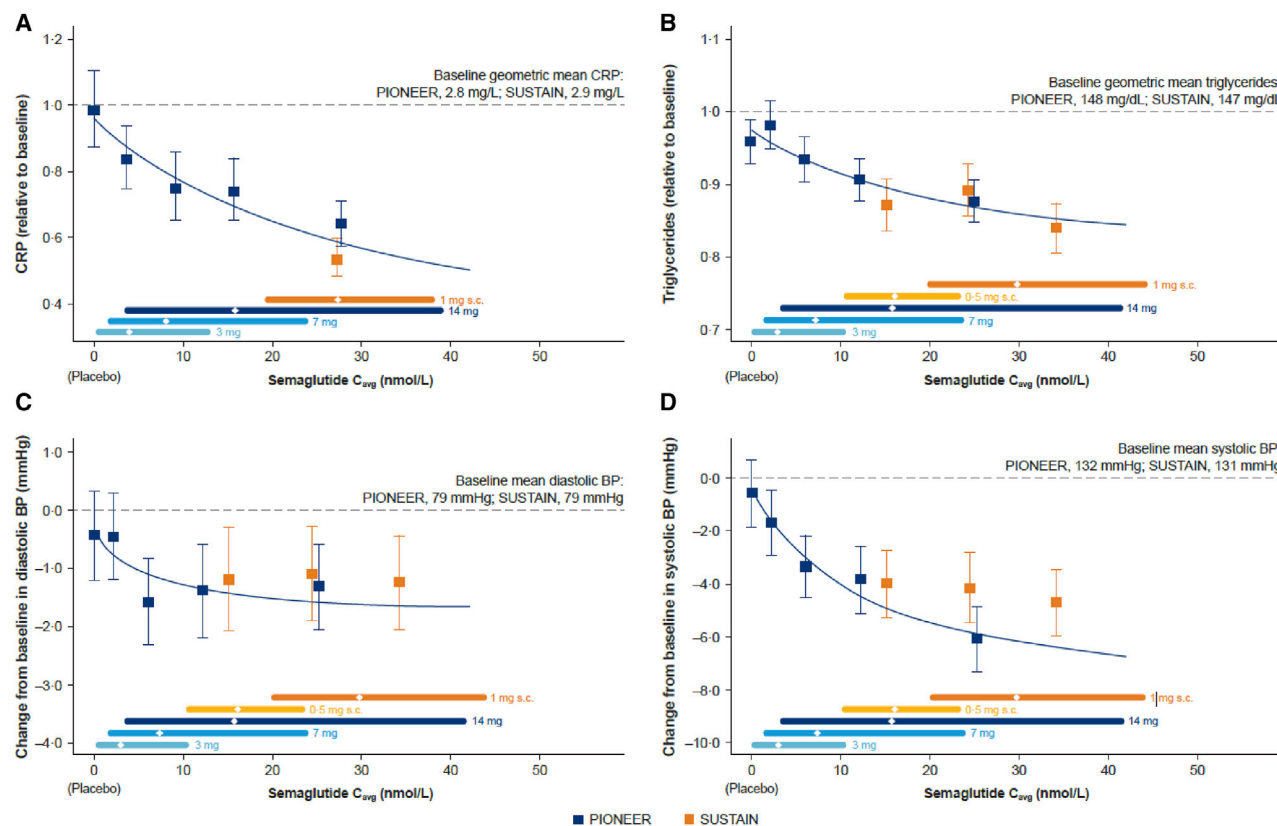 A
CRP (relative to baseline)
1·2
1·0
0·8
0·6
0·4
Baseline geometric mean CRP:
PIONEER, 2.8 mg/L; SUSTAIN, 2.9 mg/L
1 mg s.c.
14 mg
7 mg
3 mg
0 10 20 30 40 50
(Placebo)
Semaglutide Cavg (nmol/L)
B
Triglycerides (relative to baseline)
1·1
1·0
0·9
0·8
0·7
Baseline geometric mean triglycerides
PIONEER, 148 mg/dL; SUSTAIN, 147 mg/dL
1 mg s.c.
0·5 mg s.c.
14 mg
7 mg
3 mg
0 10 20 30 40 50
(Placebo)
Semaglutide Cavg (nmol/L)
C
Change from baseline in diastolic BP (mmHg)
1·0
0·0
–1·0
–2·0
–3·0
–4·0
Baseline mean diastolic BP:
PIONEER, 79 mmHg; SUSTAIN, 79 mmHg
1 mg s.c.
0·5 mg s.c.
14 mg
7 mg
3 mg
0 10 20 30 40 50
(Placebo)
Semaglutide Cavg (nmol/L)
D
Change from baseline in systolic BP (mmHg)
0·0
–2·0
–4·0
–6·0
–8·0
–10·0
Baseline mean systolic BP
PIONEER, 132 mmHg; SUSTAIN, 131 mmHg
1 mg s.c.
0·5 mg s.c.
14 mg
7 mg
3 mg
0 10 20 30 40 50
(Placebo)
Semaglutide Cavg (nmol/L)
PIONEER SUSTAIN